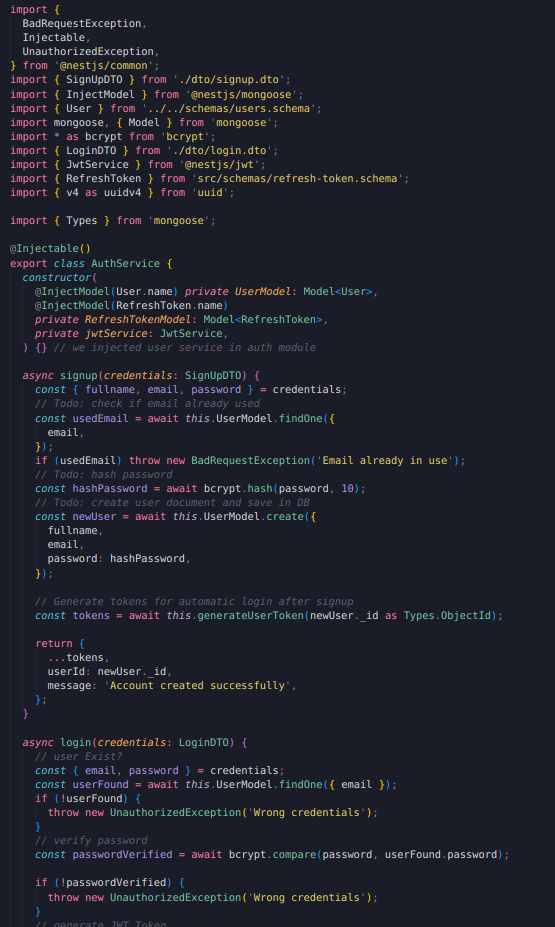 import {
  BadRequestException,
  Injectable,
  UnauthorizedException,
} from '@nestjs/common';
import { SignUpDTO } from './dto/signup.dto';
import { InjectModel } from '@nestjs/mongoose';
import { User } from '../../schemas/users.schema';
import mongoose, { Model } from 'mongoose';
import * as bcrypt from 'bcrypt';
import { LoginDTO } from './dto/login.dto';
import { JwtService } from '@nestjs/jwt';
import { RefreshToken } from 'src/schemas/refresh-token.schema';
import { v4 as uuidv4 } from 'uuid';

import { Types } from 'mongoose';

@Injectable()
export class AuthService {
  constructor(
    @InjectModel(User.name) private UserModel: Model<User>,
    @InjectModel(RefreshToken.name)
    private RefreshTokenModel: Model<RefreshToken>,
    private jwtService: JwtService,
  ) {} // we injected user service in auth module

  async signup(credentials: SignUpDTO) {
    const { fullname, email, password } = credentials;
    // Todo: check if email already used
    const usedEmail = await this.UserModel.findOne({
      email,
    });
    if (usedEmail) throw new BadRequestException('Email already in use');
    // Todo: hash password
    const hashPassword = await bcrypt.hash(password, 10);
    // Todo: create user document and save in DB
    const newUser = await this.UserModel.create({
      fullname,
      email,
      password: hashPassword,
    });

    // Generate tokens for automatic login after signup
    const tokens = await this.generateUserToken(newUser._id as Types.ObjectId);

    return {
      ...tokens,
      userId: newUser._id,
      message: 'Account created successfully',
    };
  }

  async login(credentials: LoginDTO) {
    // user Exist?
    const { email, password } = credentials;
    const userFound = await this.UserModel.findOne({ email });
    if (!userFound) {
      throw new UnauthorizedException('Wrong credentials');
    }
    // verify password
    const passwordVerified = await bcrypt.compare(password, userFound.password);

    if (!passwordVerified) {
      throw new UnauthorizedException('Wrong credentials');
    }
    // generate JWT Token